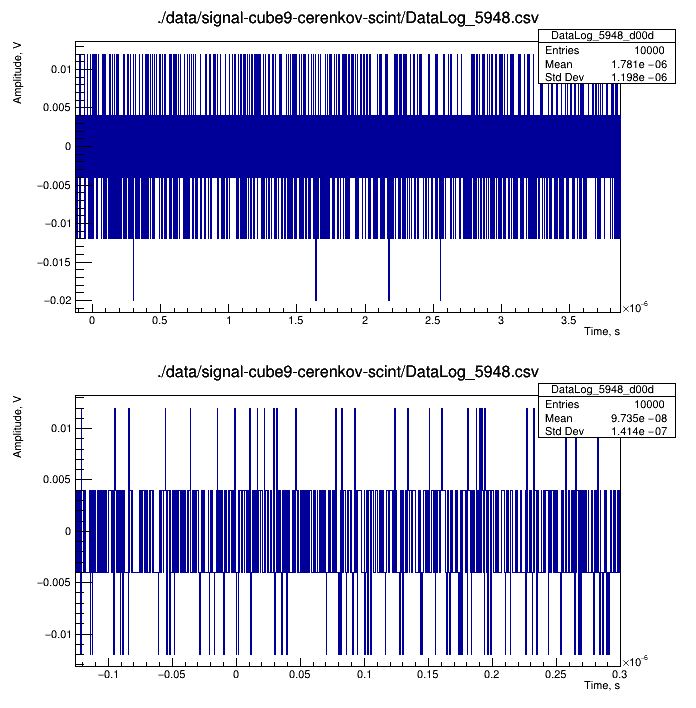 ./data/signal-cube9-cerenkov-scint/DataLog_5948.csv
Amplitude, V
DataLog_5948_d00d
Entries 10000
Mean 1.781e −06
Std Dev 1.198e −06
0.01
0.005
0
−0.005
−0.01
−0.015
−0.02
0 0.5 1 1.5 2 2.5 3 3.5
×10^-6
Time, s
./data/signal-cube9-cerenkov-scint/DataLog_5948.csv
Amplitude, V
DataLog_5948_d00d
Entries 10000
Mean 9.735e −08
Std Dev 1.414e −07
0.01
0.005
0
−0.005
−0.01
−0.1 −0.05 0 0.05 0.1 0.15 0.2 0.25 0.3
×10^-6
Time, s